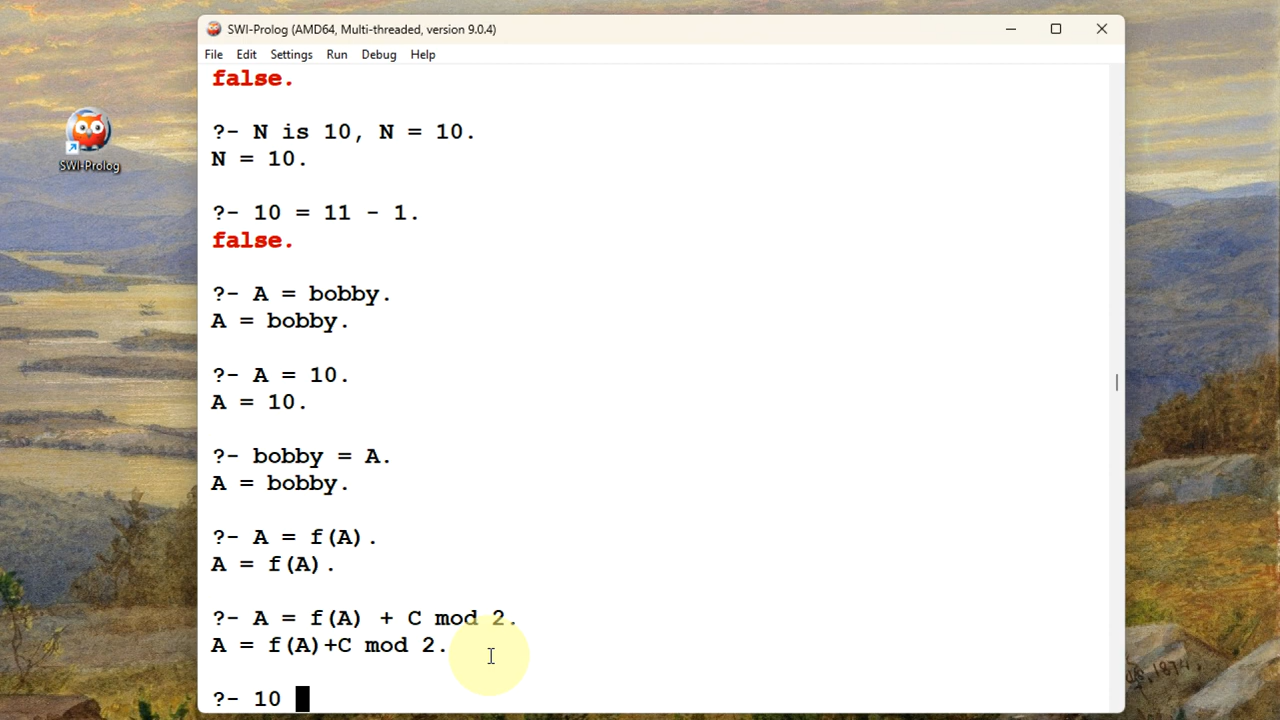 SWI-Prolog (AMD64, Multi-threaded, version 9.0.4)
File Edit Settings Run Debug Help
false.
?- N is 10, N = 10.
N = 10.
?- 10 = 11 - 1.
false.
?- A = bobby.
A = bobby.
?- A = 10.
A = 10.
?- bobby = A.
A = bobby.
?- A = f(A).
A = f(A).
?- A = f(A) + C mod 2.
A = f(A)+C mod 2.
?- 10
SWI-Prolog
1874.